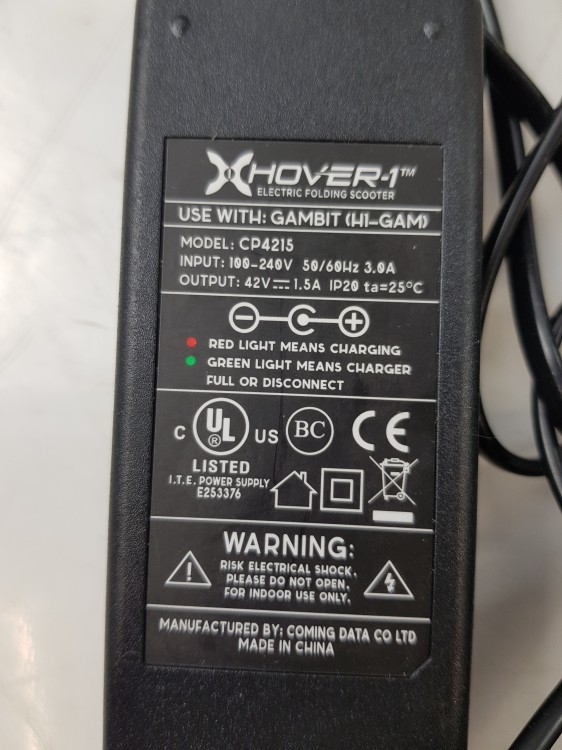 HOVER-1™
ELECTRIC FOLDING SCOOTER
USE WITH: GAMBIT (H1-GAM)
MODEL: CP4215
INPUT: 100-240V 50/60Hz 3.0A
OUTPUT: 42V⎓1.5A IP20 ta=25°C
RED LIGHT MEANS CHARGING
GREEN LIGHT MEANS CHARGER
FULL OR DISCONNECT
C UL ® US BC CE
LISTED
I.T.E. POWER SUPPLY
E253376
WARNING:
RISK ELECTRICAL SHOCK.
PLEASE DO NOT OPEN.
FOR INDOOR USE ONLY.
MANUFACTURED BY: COMING DATA CO LTD
MADE IN CHINA